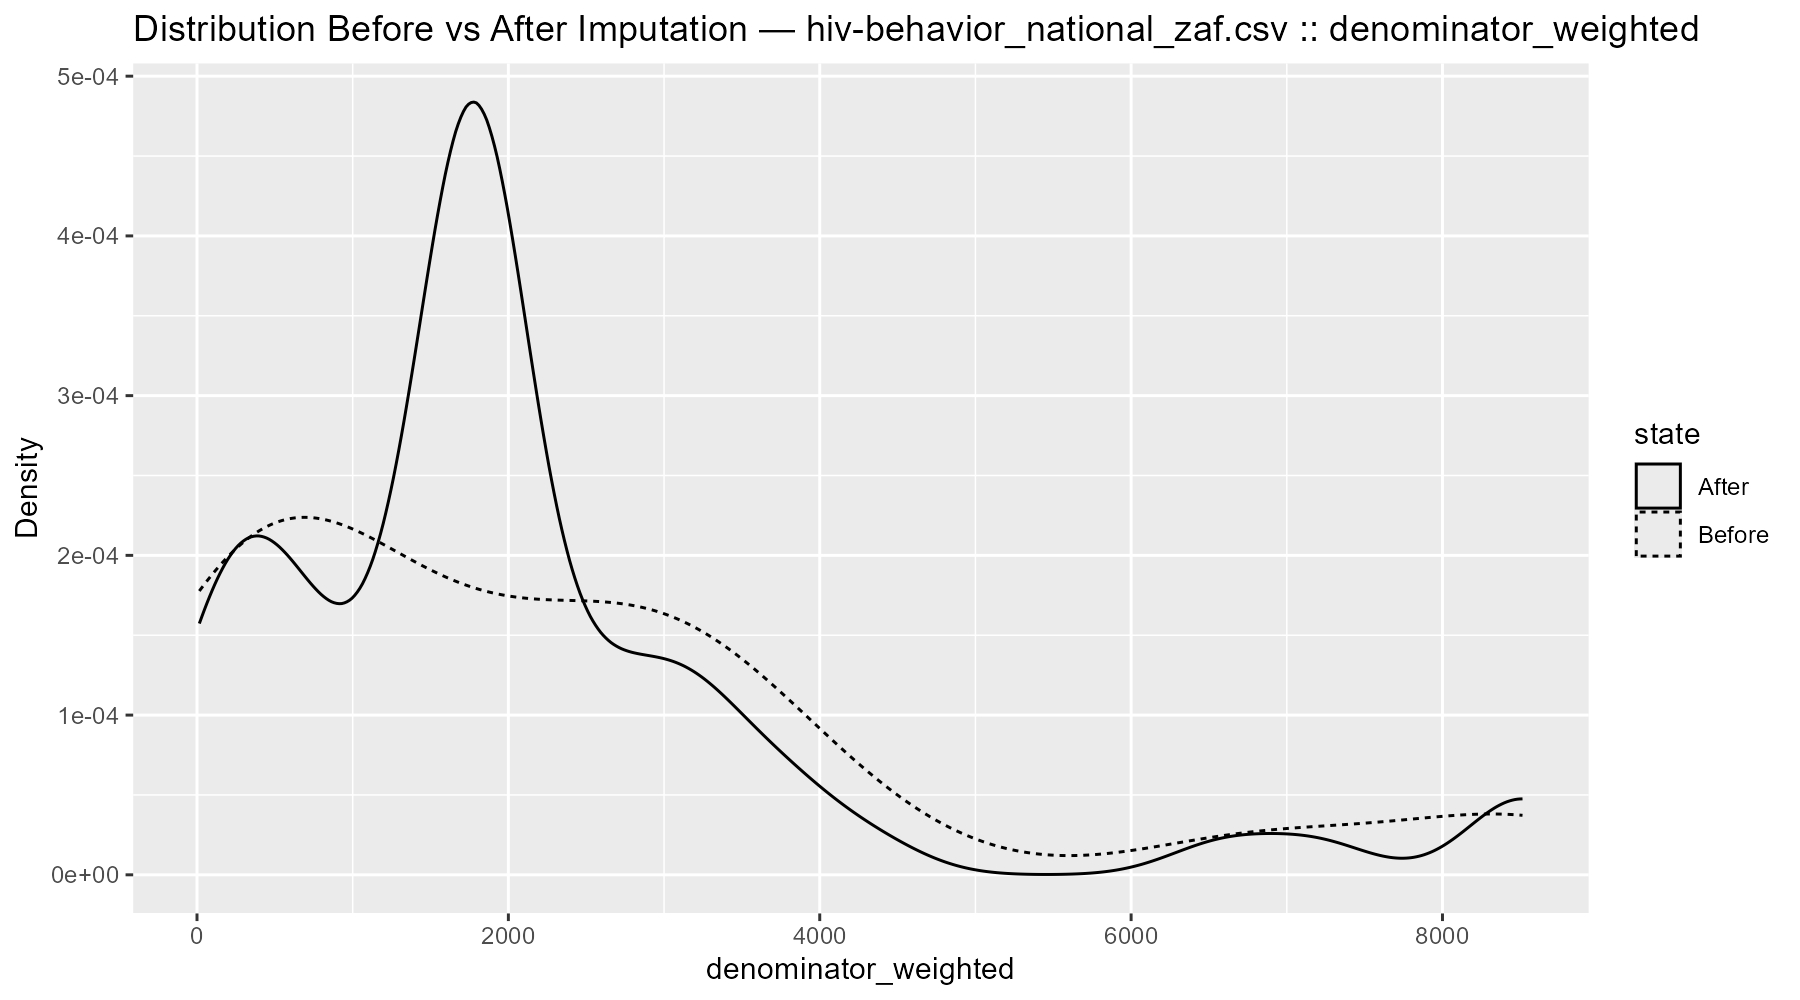 Distribution Before vs After Imputation — hiv-behavior_national_zaf.csv :: denominator_weighted
5e-04
4e-04
3e-04
2e-04
1e-04
0e+00
Density
0 2000 4000 6000 8000
denominator_weighted
state
After
Before